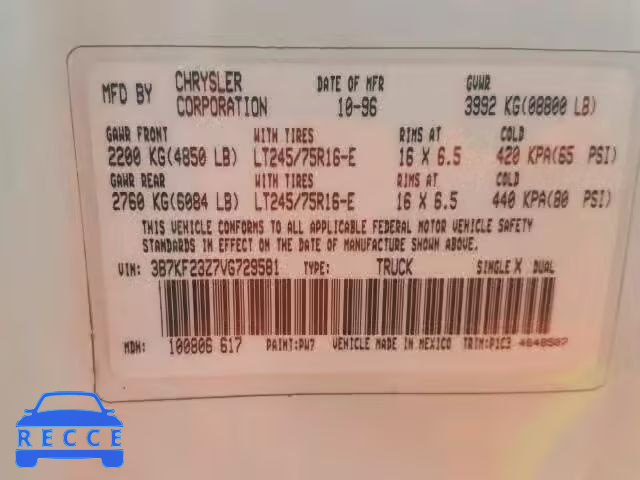 MFD BY CHRYSLER CORPORATION DATE OF MFR 10-96 GVWR 3992 KG(08800 LB)
GAWR FRONT WITH TIRES RIMS AT COLD
2200 KG(4850 LB) LT245/75R16-E 16 X 6.5 420 KPA(65 PSI)
GAWR REAR WITH TIRES RIMS AT COLD
2760 KG(6084 LB) LT245/75R16-E 16 X 6.5 440 KPA(80 PSI)
THIS VEHICLE CONFORMS TO ALL APPLICABLE FEDERAL MOTOR VEHICLE SAFETY
STANDARDS IN EFFECT ON THE DATE OF MANUFACTURE SHOWN ABOVE.
VIN: 3B7KF23Z7VG729581 TYPE: TRUCK SINGLE X DUAL
MDH: 100806 617 PAINT:PW7 VEHICLE MADE IN MEXICO TRIM:P1C3 4648507
RECCE